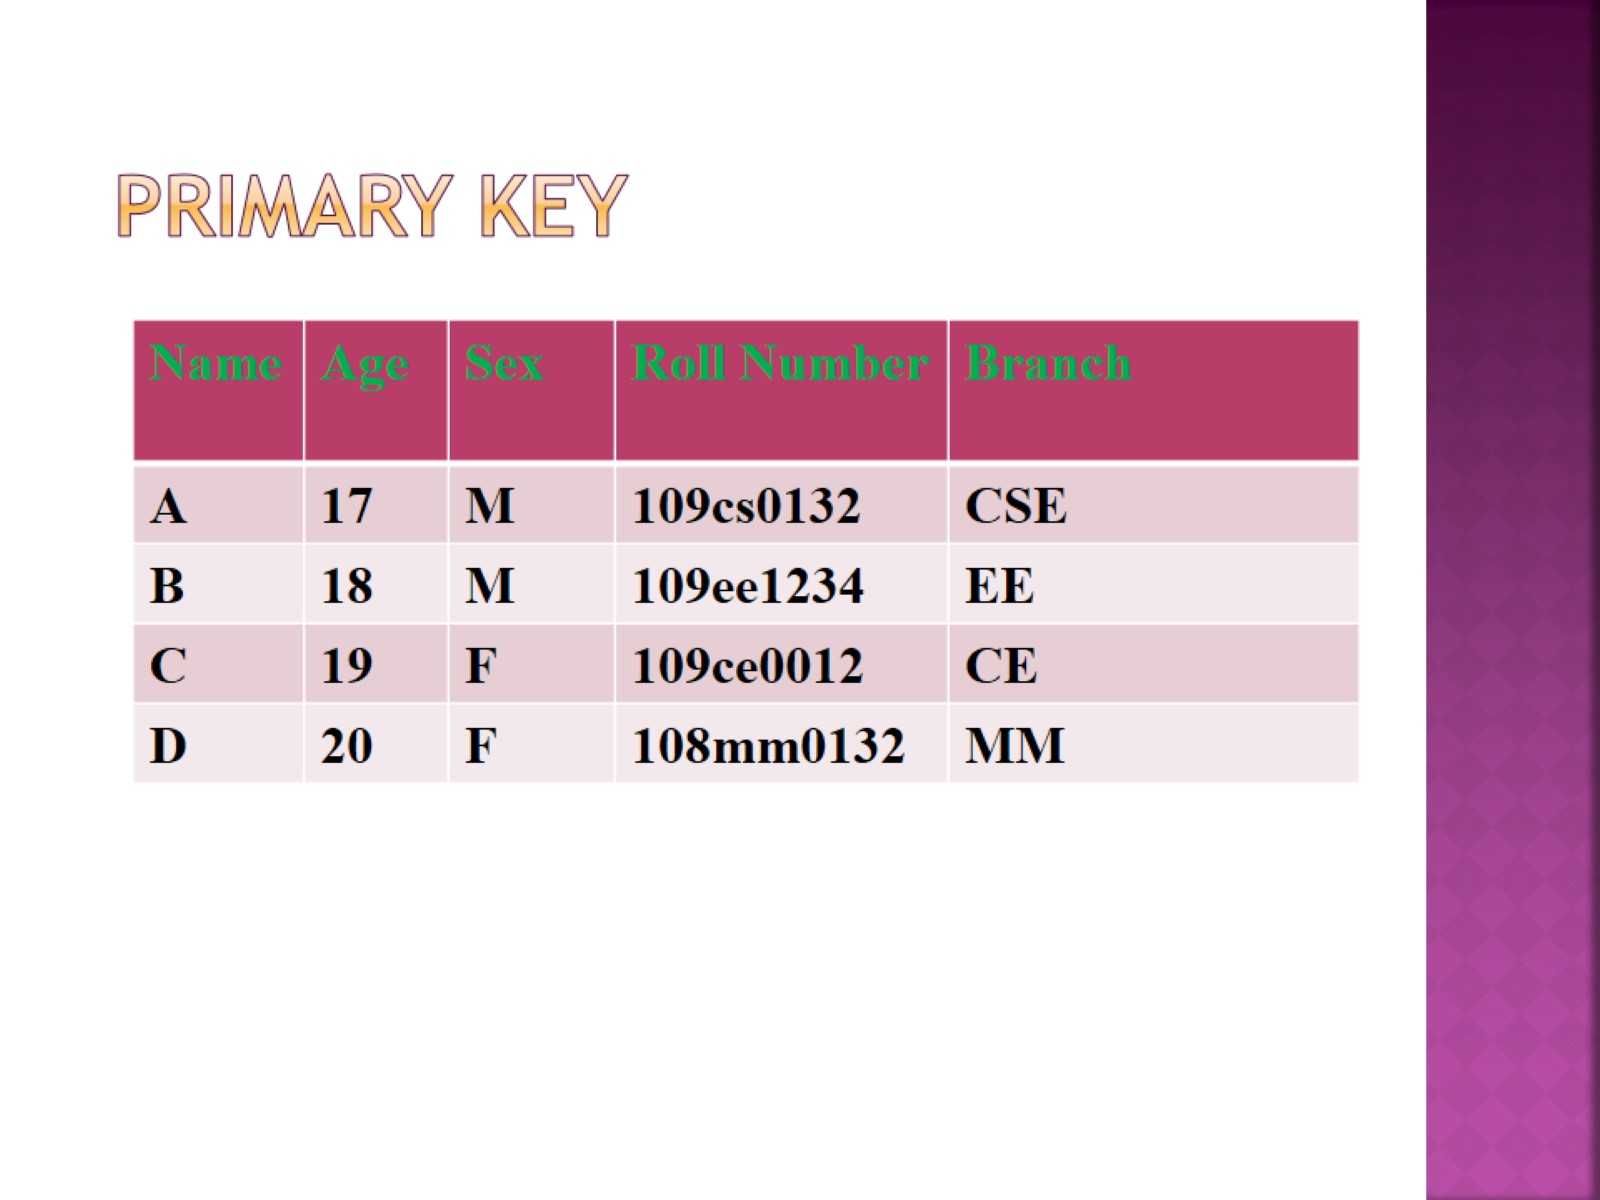 PRIMARY KEY
Name Age Sex Roll Number Branch
A 17 M 109cs0132 CSE
B 18 M 109ee1234 EE
C 19 F 109ce0012 CE
D 20 F 108mm0132 MM